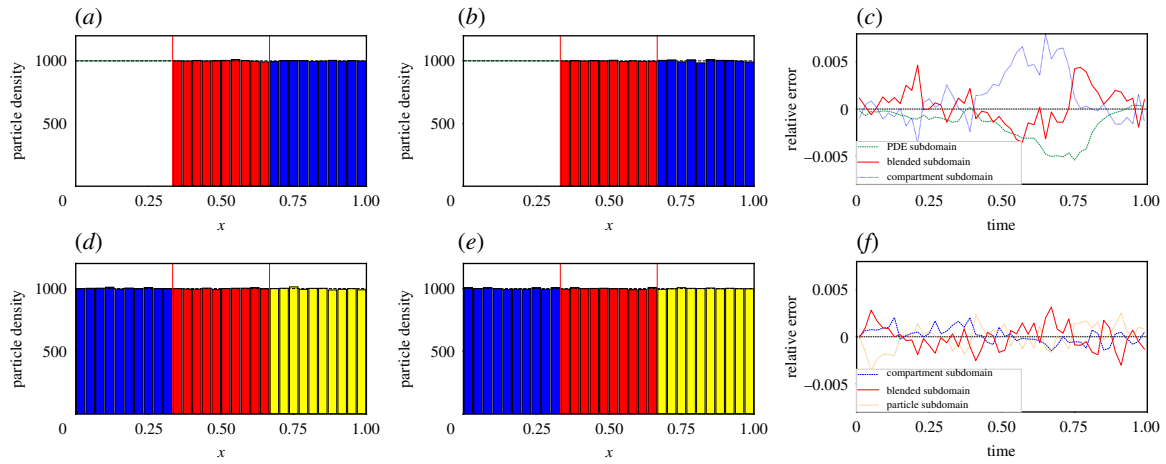 (a)
(b)
(c)
particle density
1000
500
0
0.25
0.50
0.75
1.00
x
particle density
1000
500
0
0.25
0.50
0.75
1.00
x
relative error
0.005
0
−0.005
PDE subdomain
blended subdomain
compartment subdomain
0
0.25
0.50
0.75
1.00
time
(d)
(e)
(f)
particle density
1000
500
0
0.25
0.50
0.75
1.00
x
particle density
1000
500
0
0.25
0.50
0.75
1.00
x
relative error
0.005
0
−0.005
compartment subdomain
blended subdomain
particle subdomain
0
0.25
0.50
0.75
1.00
time